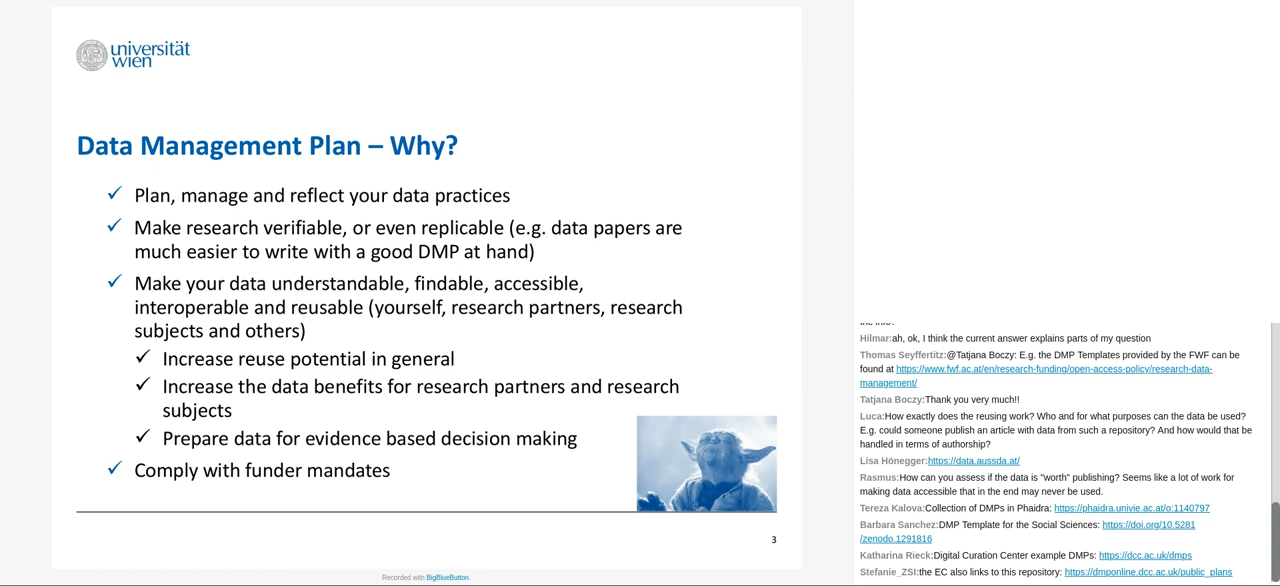 universität
wien
Data Management Plan – Why?
✓ Plan, manage and reflect your data practices
✓ Make research verifiable, or even replicable (e.g. data papers are
much easier to write with a good DMP at hand)
✓ Make your data understandable, findable, accessible,
interoperable and reusable (yourself, research partners, research
subjects and others)
✓ Increase reuse potential in general
✓ Increase the data benefits for research partners and research
subjects
✓ Prepare data for evidence based decision making
✓ Comply with funder mandates
3
Recorded with BigBlueButton.
the info?
Hilmar:ah, ok, I think the current answer explains parts of my question
Thomas Seyffertitz:@Tatjana Boczy: E.g. the DMP Templates provided by the FWF can be
found at https://www.fwf.ac.at/en/research-funding/open-access-policy/research-data-
management/
Tatjana Boczy:Thank you very much!!
Luca:How exactly does the reusing work? Who and for what purposes can the data be used?
E.g. could someone publish an article with data from such a repository? And how would that be
handled in terms of authorship?
Lisa Hönegger:https://data.aussda.at/
Rasmus:How can you assess if the data is "worth" publishing? Seems like a lot of work for
making data accessible that in the end may never be used.
Tereza Kalova:Collection of DMPs in Phaidra: https://phaidra.univie.ac.at/o:1140797
Barbara Sanchez:DMP Template for the Social Sciences: https://doi.org/10.5281
/zenodo.1291816
Katharina Rieck:Digital Curation Center example DMPs: https://dcc.ac.uk/dmps
Stefanie_ZSI:the EC also links to this repository: https://dmponline.dcc.ac.uk/public_plans